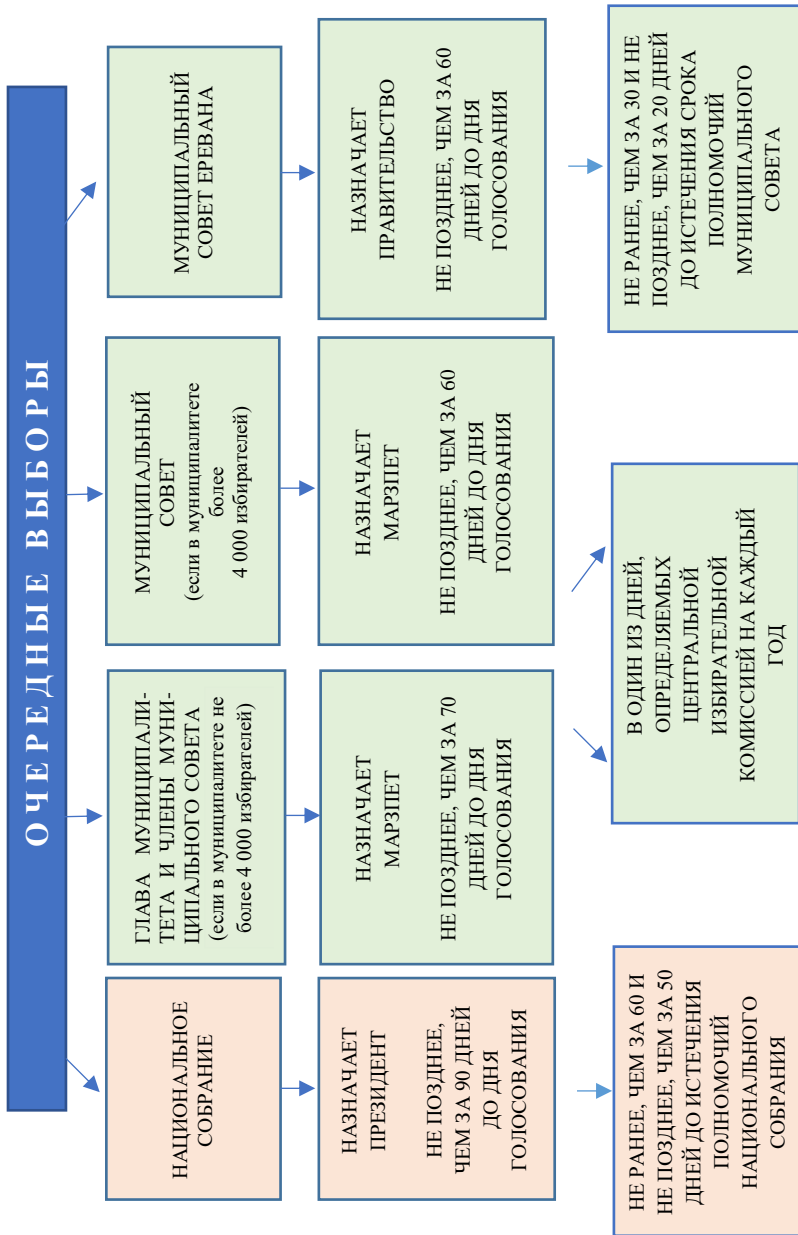 ОЧЕРЕДНЫЕ ВЫБОРЫ
НАЦИОНАЛЬНОЕ
СОБРАНИЕ
НАЗНАЧАЕТ
ПРЕЗИДЕНТ
НЕ ПОЗДНЕЕ,
ЧЕМ ЗА 90 ДНЕЙ
ДО ДНЯ
ГОЛОСОВАНИЯ
НЕ РАНЕЕ, ЧЕМ ЗА 60 И
НЕ ПОЗДНЕЕ, ЧЕМ ЗА 50
ДНЕЙ ДО ИСТЕЧЕНИЯ
ПОЛНОМОЧИЙ
НАЦИОНАЛЬНОГО
СОБРАНИЯ
ГЛАВА МУНИЦИПАЛИ-
ТЕТА И ЧЛЕНЫ МУНИ-
ЦИПАЛЬНОГО СОВЕТА
(если в муниципалитете не
более 4 000 избирателей)
НАЗНАЧАЕТ
МАРЗПЕТ
НЕ ПОЗДНЕЕ, ЧЕМ ЗА 70
ДНЕЙ ДО ДНЯ
ГОЛОСОВАНИЯ
МУНИЦИПАЛЬНЫЙ
СОВЕТ
(если в муниципалитете
более
4 000 избирателей)
НАЗНАЧАЕТ
МАРЗПЕТ
НЕ ПОЗДНЕЕ, ЧЕМ ЗА 60
ДНЕЙ ДО ДНЯ
ГОЛОСОВАНИЯ
В ОДИН ИЗ ДНЕЙ,
ОПРЕДЕЛЯЕМЫХ
ЦЕНТРАЛЬНОЙ
ИЗБИРАТЕЛЬНОЙ
КОМИССИЕЙ НА КАЖДЫЙ
ГОД
МУНИЦИПАЛЬНЫЙ
СОВЕТ ЕРЕВАНА
НАЗНАЧАЕТ
ПРАВИТЕЛЬСТВО
НЕ ПОЗДНЕЕ, ЧЕМ ЗА 60
ДНЕЙ ДО ДНЯ
ГОЛОСОВАНИЯ
НЕ РАНЕЕ, ЧЕМ ЗА 30 И НЕ
ПОЗДНЕЕ, ЧЕМ ЗА 20 ДНЕЙ
ДО ИСТЕЧЕНИЯ СРОКА
ПОЛНОМОЧИЙ
МУНИЦИПАЛЬНОГО
СОВЕТА